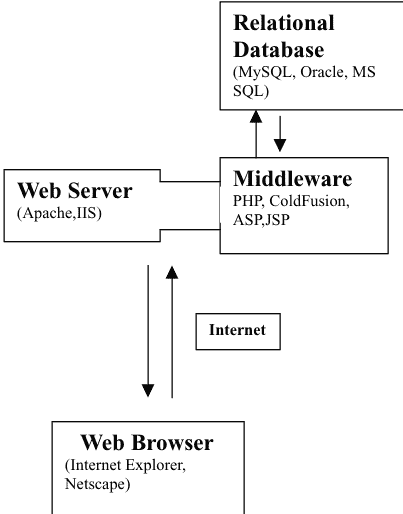 Relational
Database
(MySQL, Oracle, MS
SQL)
Web Server
(Apache,IIS)
Middleware
PHP, ColdFusion,
ASP,JSP
Internet
Web Browser
(Internet Explorer,
Netscape)